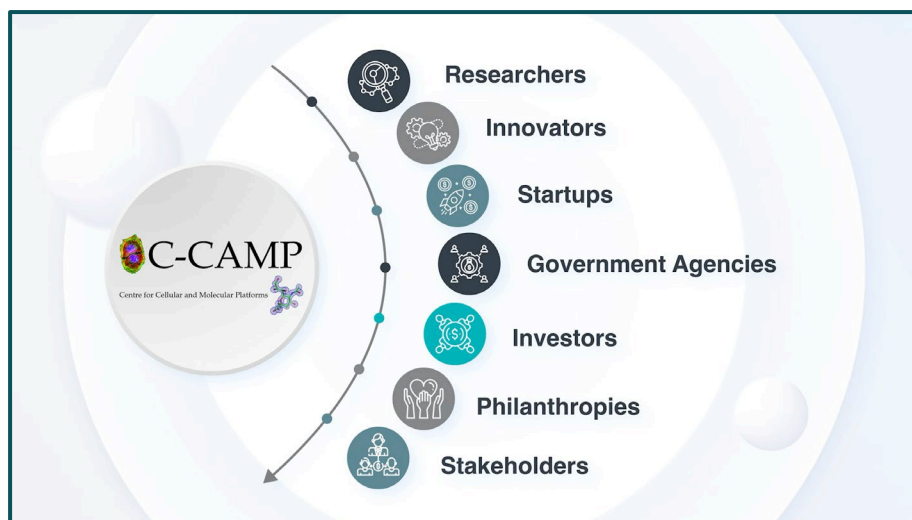 C-CAMP
Centre for Cellular and Molecular Platforms
Researchers
Innovators
Startups
Government Agencies
Investors
Philanthropies
Stakeholders